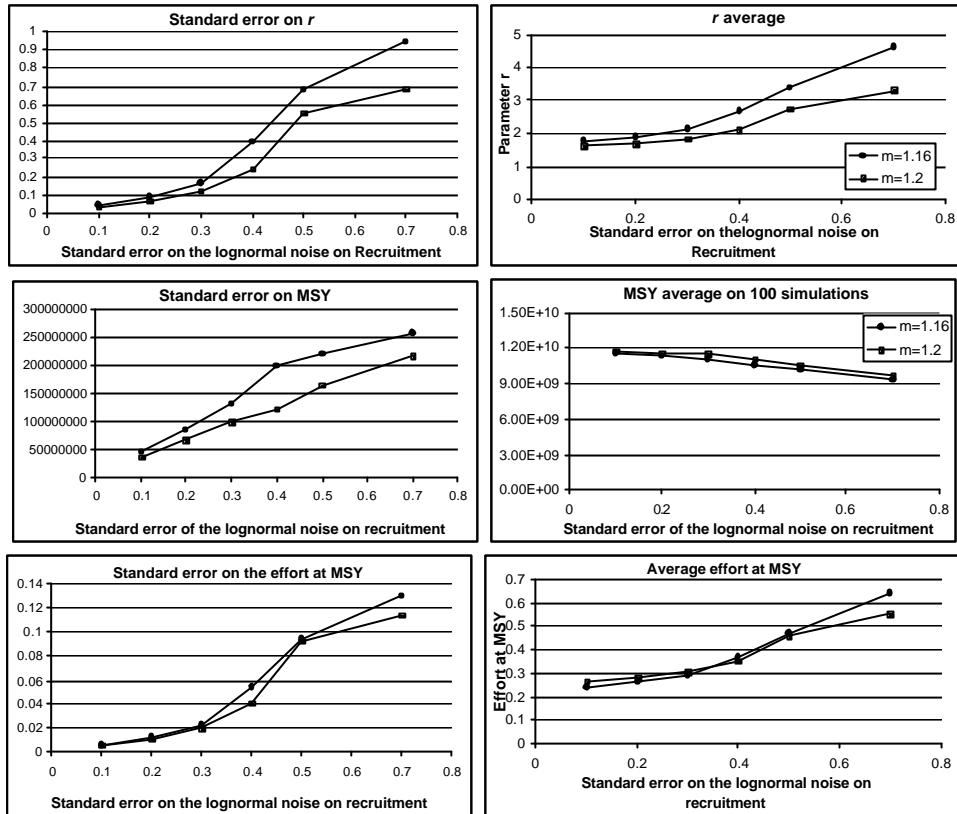 Standard error on r
1
0.9
0.8
0.7
0.6
0.5
0.4
0.3
0.2
0.1
0
0 0.1 0.2 0.3 0.4 0.5 0.6 0.7 0.8
Standard error on the lognormal noise on Recruitment
r average
Parameter r
5
4
3
2
1
0
m=1.16
m=1.2
0 0.2 0.4 0.6 0.8
Standard error on thelognormal noise on
Recruitment
Standard error on MSY
300000000
250000000
200000000
150000000
100000000
50000000
0
0 0.1 0.2 0.3 0.4 0.5 0.6 0.7 0.8
Standard error of the lognormal noise on recruitment
MSY average on 100 simulations
1.50E+10
1.20E+10
9.00E+09
6.00E+09
3.00E+09
0.00E+00
m=1.16
m=1.2
0 0.2 0.4 0.6 0.8
Standard error of the lognormal noise on recruitment
Standard error on the effort at MSY
0.14
0.12
0.1
0.08
0.06
0.04
0.02
0
0 0.1 0.2 0.3 0.4 0.5 0.6 0.7 0.8
Standard error on the lognormal noise on recruitment
Average effort at MSY
Effort at MSY
0.7
0.6
0.5
0.4
0.3
0.2
0.1
0
0 0.2 0.4 0.6 0.8
Standard error on the lognormal noise on
recruitment